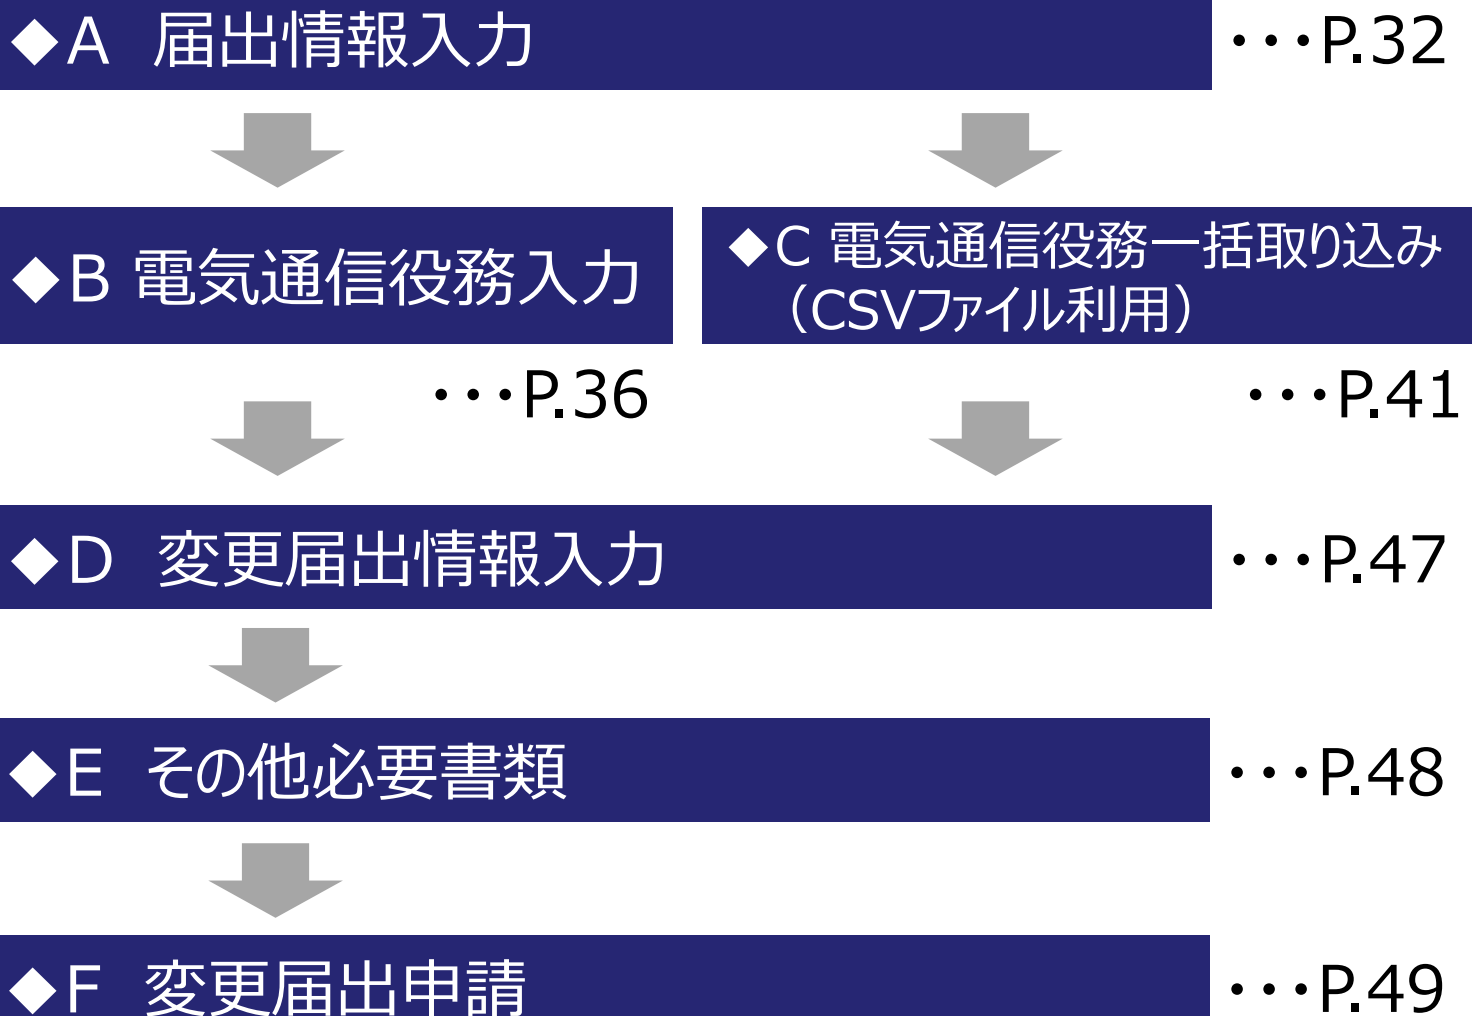 ◆A 届出情報入力 ・・・P.32
◆B 電気通信役務入力
・・・P.36
◆C 電気通信役務一括取り込み
（CSVファイル利用）
・・・P.41
◆D 変更届出情報入力 ・・・P.47
◆E その他必要書類 ・・・P.48
◆F 変更届出申請 ・・・P.49